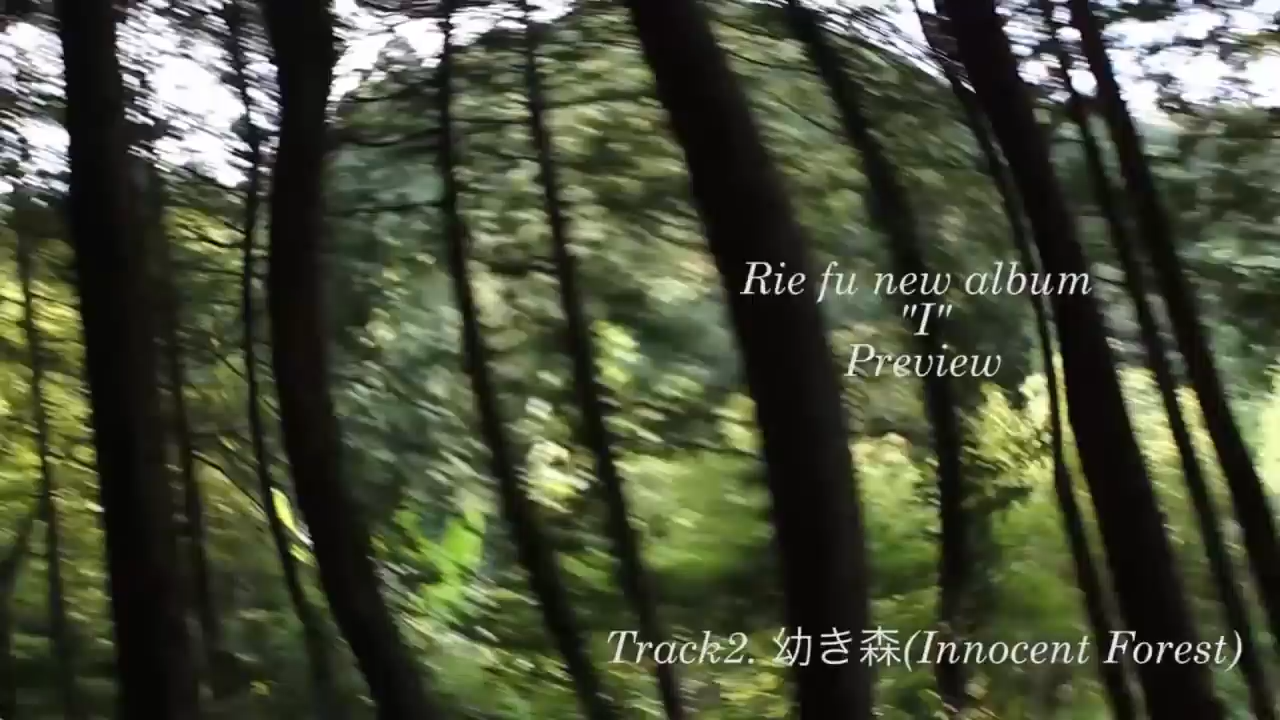 Rie fu new album
"I"
Preview
Track2. 幼き森(Innocent Forest)